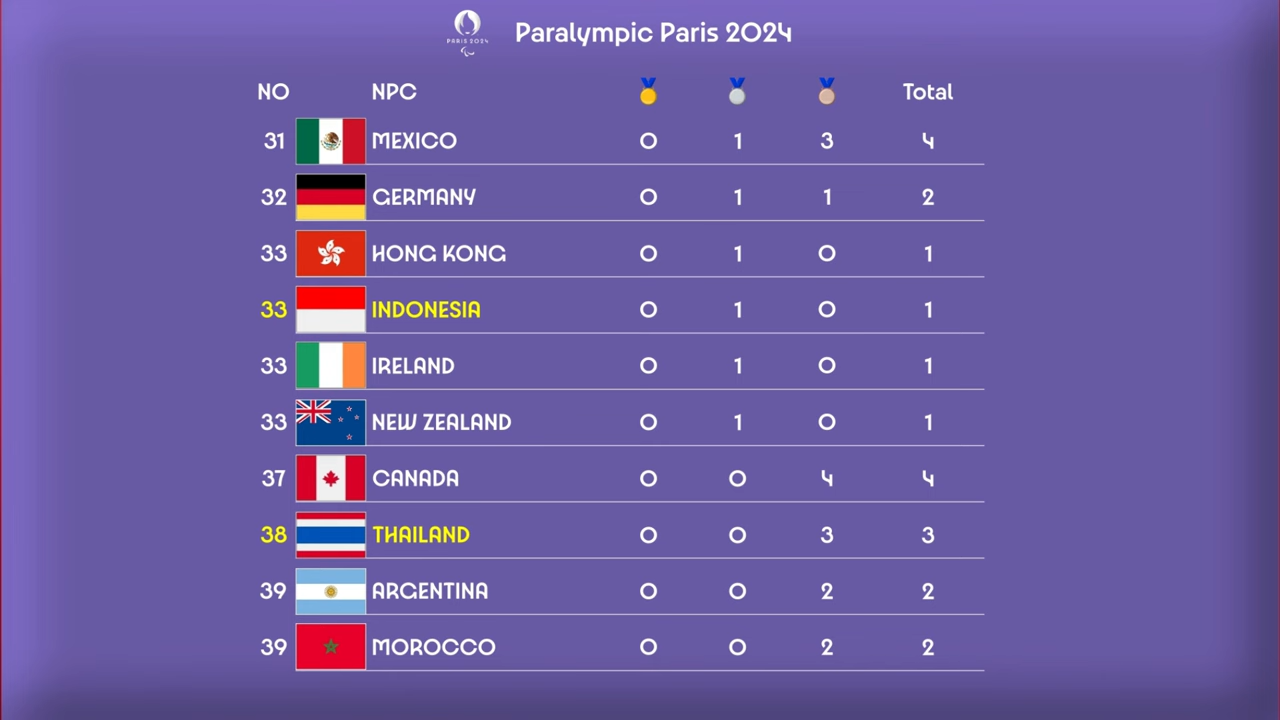 PARIS 2024
Paralympic Paris 2024
NO NPC Total
31 MEXICO 0 1 3 4
32 GERMANY 0 1 1 2
33 HONG KONG 0 1 0 1
33 INDONESIA 0 1 0 1
33 IRELAND 0 1 0 1
33 NEW ZEALAND 0 1 0 1
37 CANADA 0 0 4 4
38 THAILAND 0 0 3 3
39 ARGENTINA 0 0 2 2
39 MOROCCO 0 0 2 2